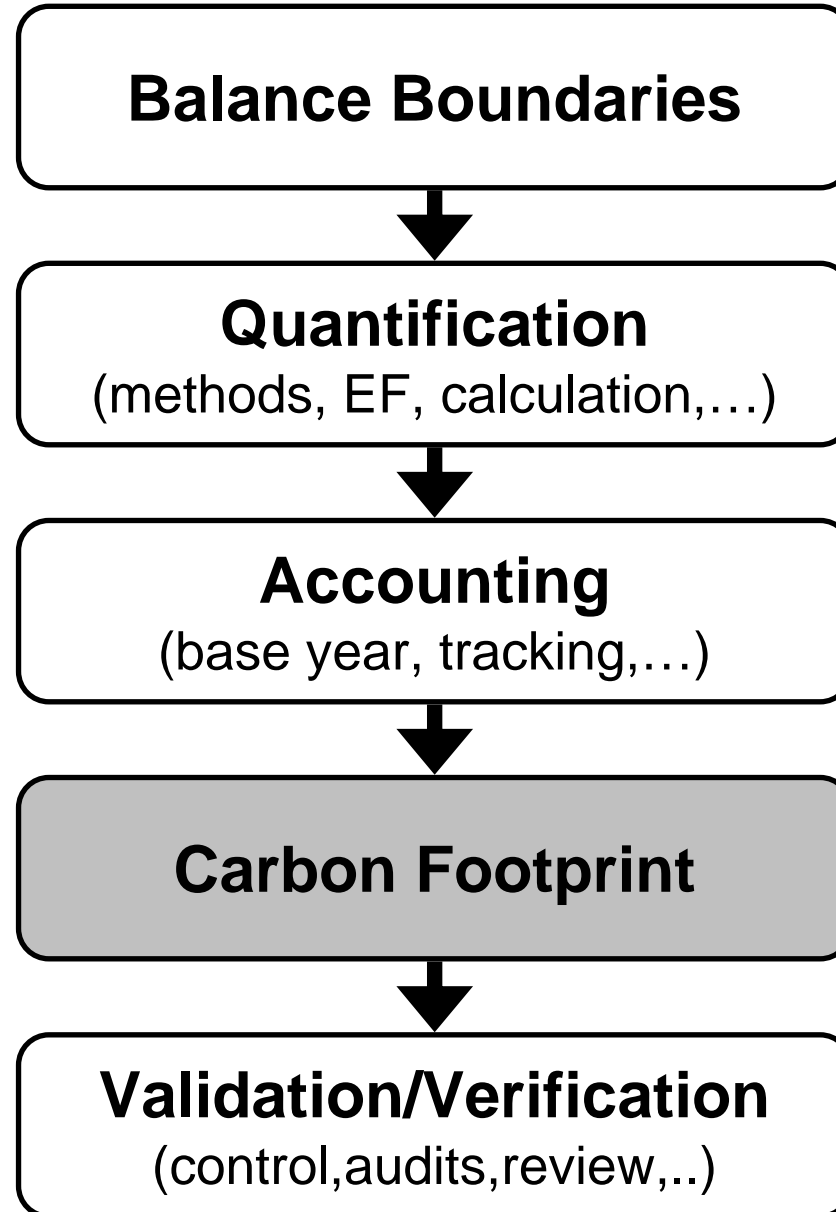 Balance Boundaries
Quantification
(methods, EF, calculation,…)
Accounting
(base year, tracking,…)
Carbon Footprint
Validation/Verification
(control,audits,review,..)